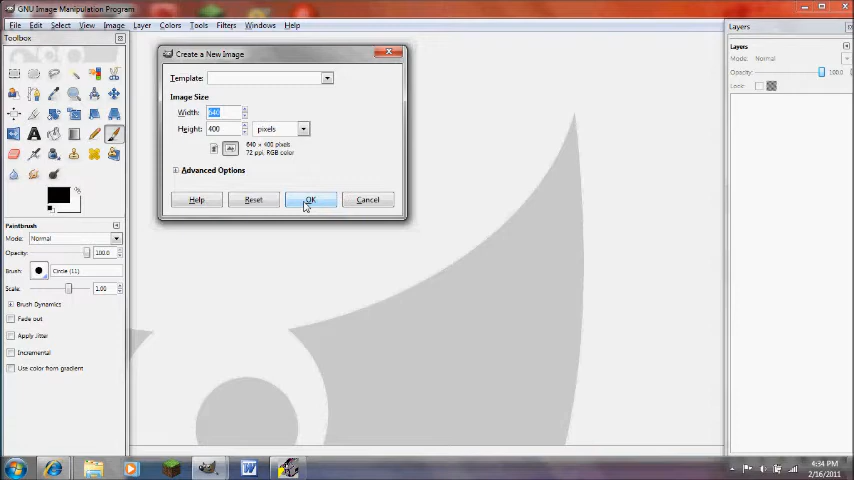 GNU Image Manipulation Program
File Edit Select View Image Layer Colors Tools Filters Windows Help
Toolbox
Layers
Create a New Image
Template:
Image Size
Width: 640
Height: 400 pixels
640 × 400 pixels
72 ppi, RGB color
Advanced Options
Help Reset OK Cancel
Layers
Mode: Normal
Opacity: 100.0
Lock:
Paintbrush
Mode: Normal
Opacity: 100.0
Brush: Circle (11)
Scale: 1.00
Brush Dynamics
Fade out
Apply Jitter
Incremental
Use color from gradient
4:34 PM
2/16/2011